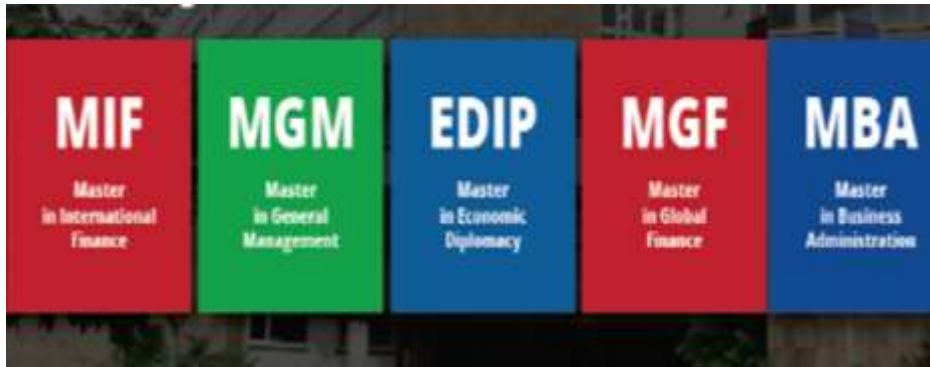 MIF
Master
in International
Finance
MGM
Master
in General
Management
EDIP
Master
in Economic
Diplomacy
MGF
Master
in Global
Finance
MBA
Master
in Business
Administration